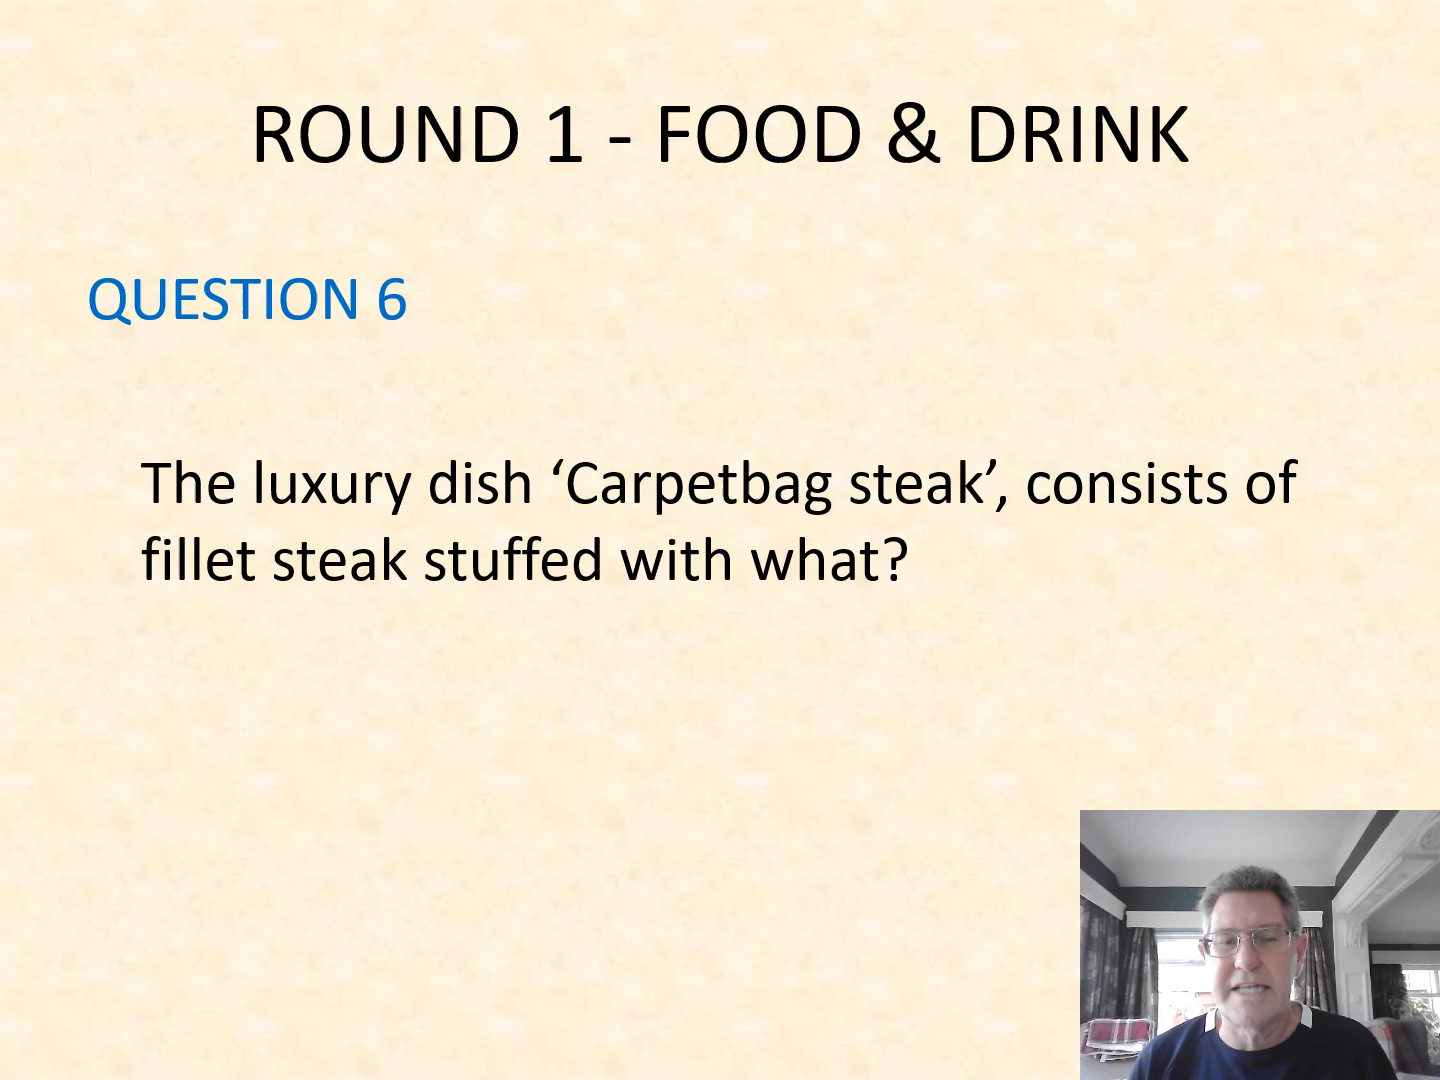 ROUND 1 - FOOD & DRINK
QUESTION 6
The luxury dish ‘Carpetbag steak’, consists of
fillet steak stuffed with what?